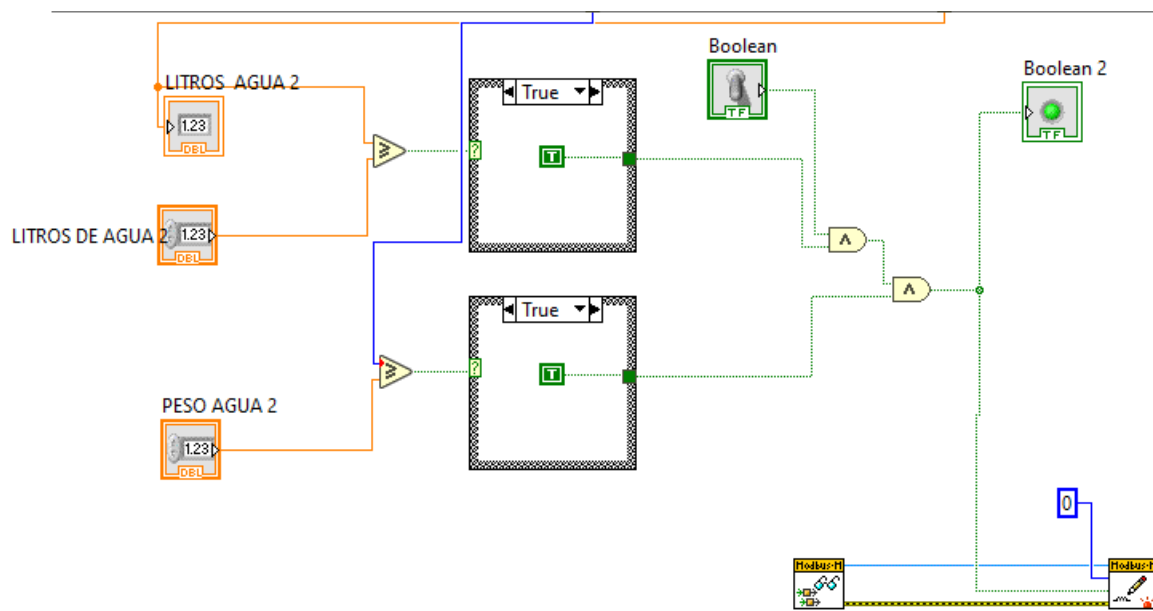 Boolean
Boolean 2
LITROS  AGUA 2
True
TF
TF
1.23
DBL
?
T
LITROS DE AGUA 2
1.23
DBL
True
?
T
PESO AGUA 2
1.23
DBL
0
Modbus-M
Modbus-M